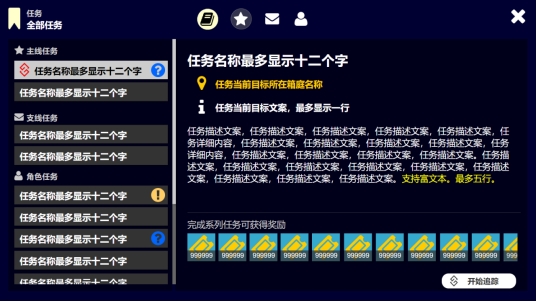 任务
全部任务
主线任务
任务名称最多显示十二个字
?
任务名称最多显示十二个字
支线任务
任务名称最多显示十二个字
任务名称最多显示十二个字
角色任务
任务名称最多显示十二个字
!
任务名称最多显示十二个字
任务名称最多显示十二个字
?
任务名称最多显示十二个字
任务名称最多显示十二个字
任务名称最多显示十二个字
任务当前目标所在箱庭名称
任务当前目标文案，最多显示一行
任务描述文案，任务描述文案，任务描述文案，任务描述文案，任务描述文案，任
务详细内容，任务描述文案，任务描述文案，任务描述文案，任务描述文案，任务
详细内容，任务描述文案，任务描述文案，任务描述文案，任务描述文案。任务描
述文案，任务描述文案，任务描述文案，任务描述文案，任务描述文案，任务描述
文案，任务描述文案，任务描述文案，任务描述文案。支持富文本。最多五行。
完成系列任务可获得奖励
999999 999999 999999 999999 999999 999999 999999 999999 999999 999999
开始追踪